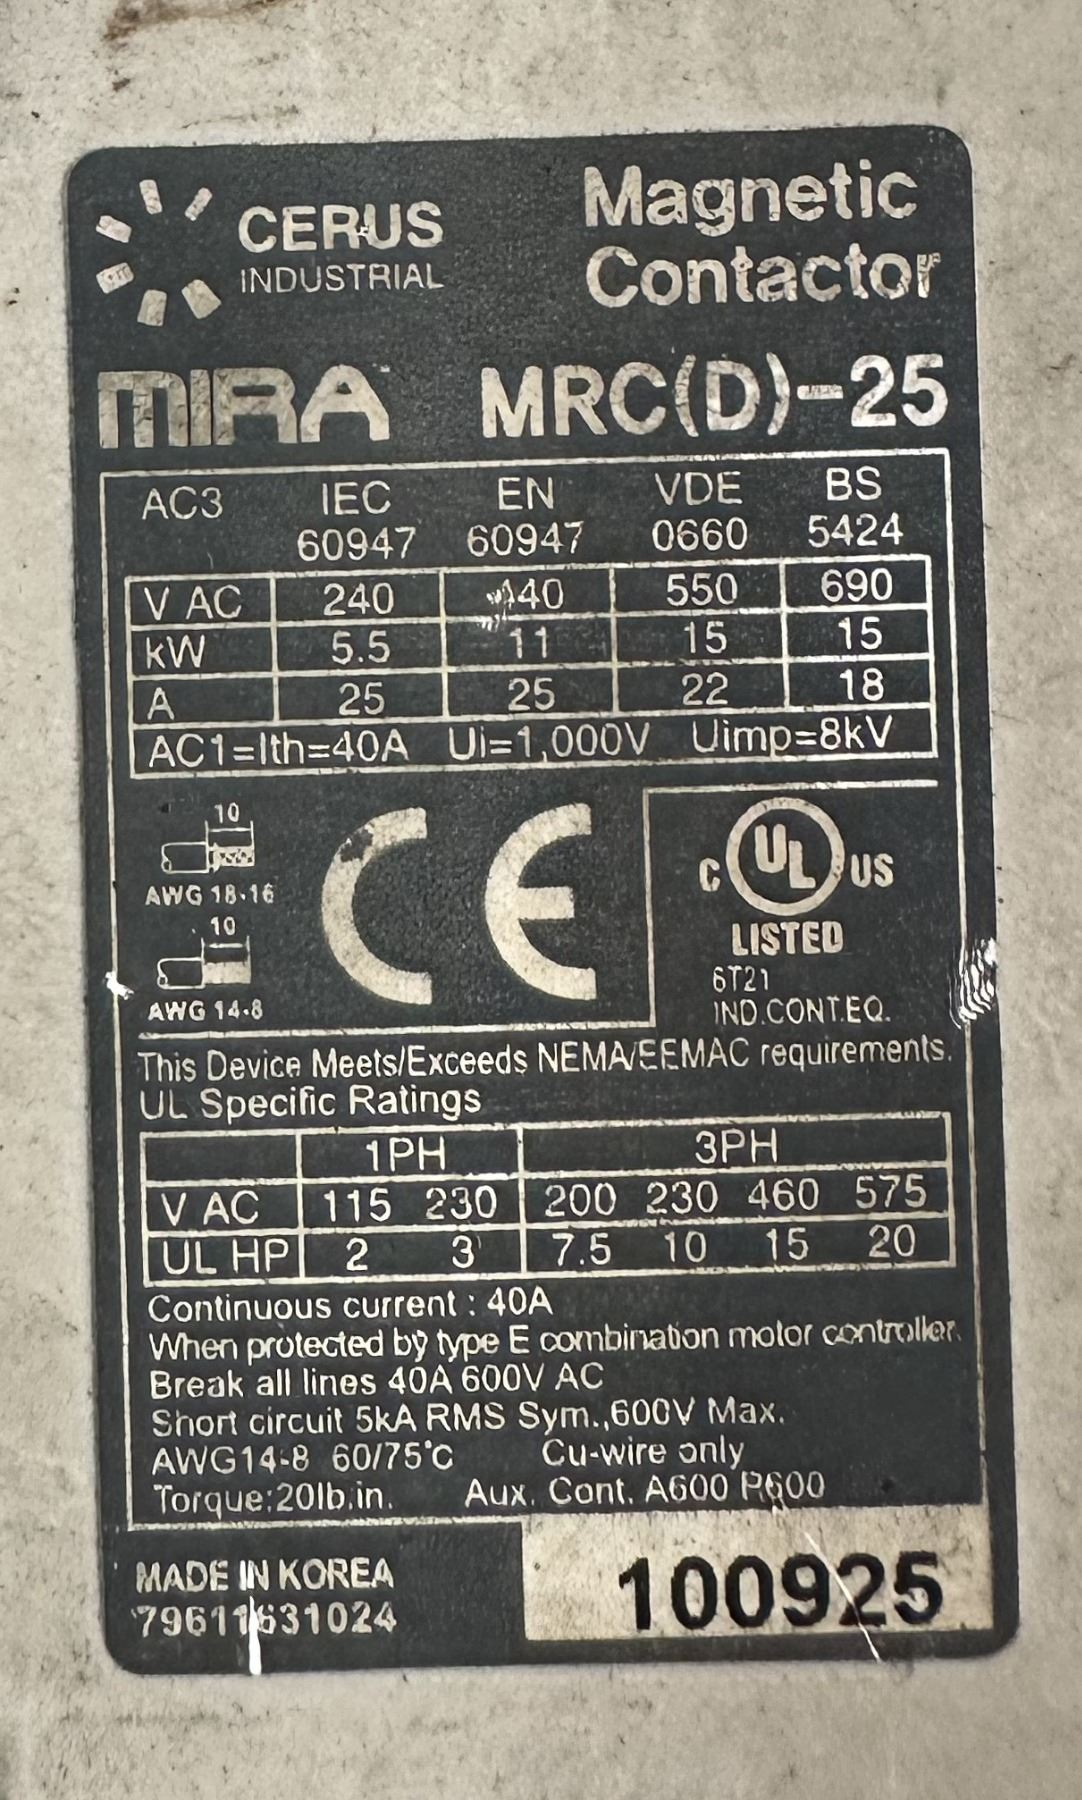 CERUS
INDUSTRIAL
Magnetic
Contactor
MIRA MRC(D)-25
AC3 IEC EN VDE BS
60947 60947 0660 5424
V AC 240 440 550 690
kW 5.5 11 15 15
A 25 25 22 18
AC1=Ith=40A Ui=1,000V Uimp=8kV
10
AWG 18-16
10
AWG 14-8
CE
C UL US
LISTED
6T21
IND.CONT.EQ.
This Device Meets/Exceeds NEMA/EEMAC requirements.
UL Specific Ratings
1PH 3PH
V AC 115 230 200 230 460 575
UL HP 2 3 7.5 10 15 20
Continuous current : 40A
When protected by type E combination motor controller.
Break all lines 40A 600V AC
Short circuit 5kA RMS Sym.,600V Max.
AWG14-8 60/75°C Cu-wire only
Torque:20lb.in. Aux. Cont. A600 R600
MADE IN KOREA
79611631024
100925